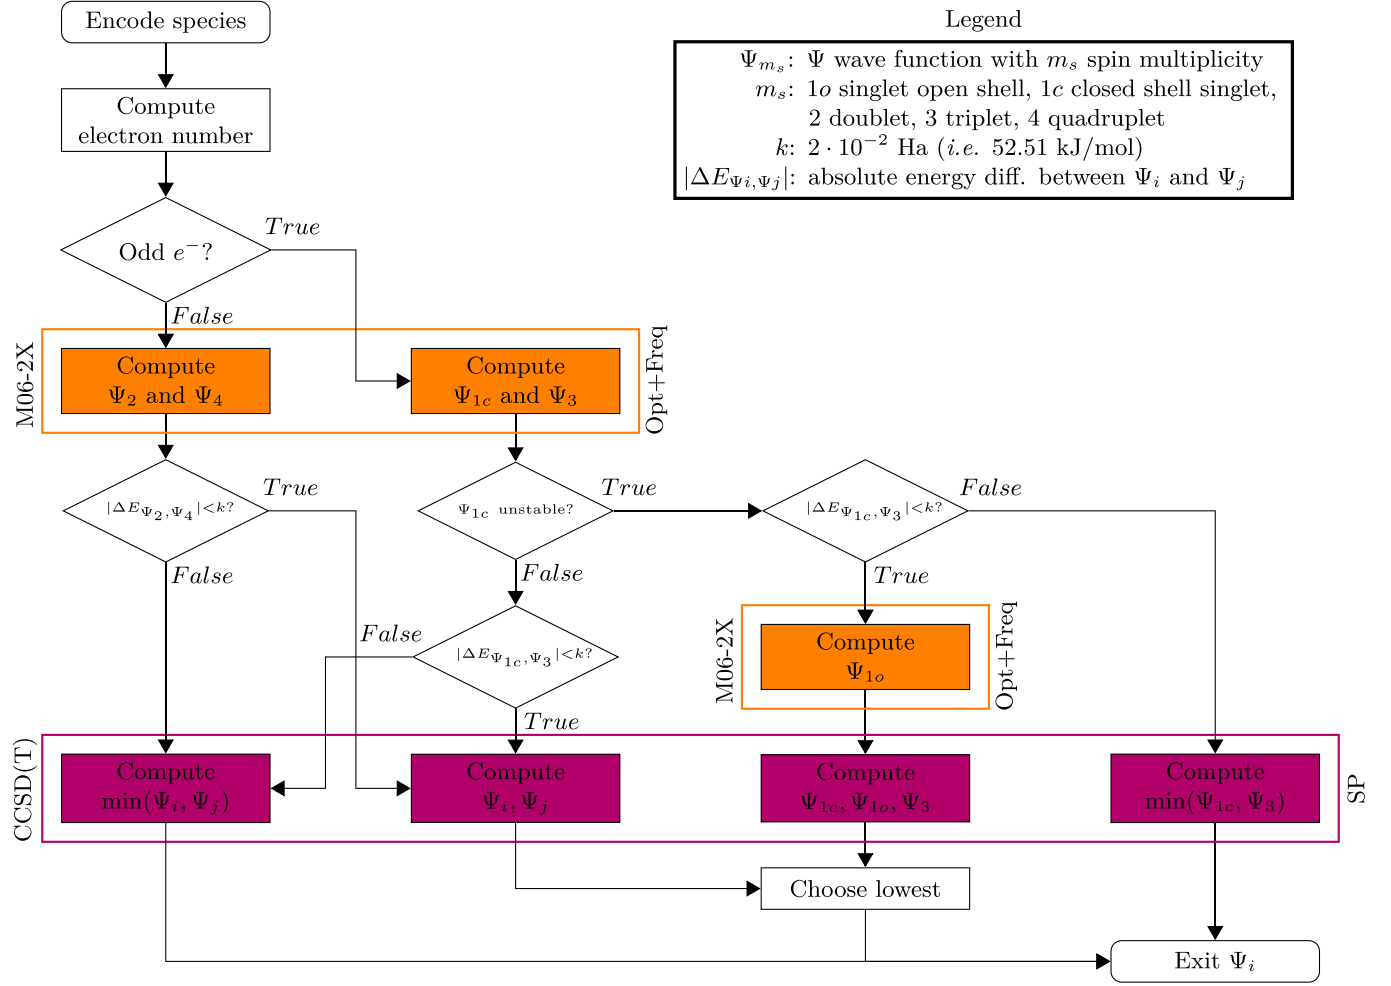 Encode species
Legend
Ψ_{m_s}: Ψ wave function with m_s spin multiplicity
m_s: 1o singlet open shell, 1c closed shell singlet,
2 doublet, 3 triplet, 4 quadruplet
k: 2 · 10^{−2} Ha (i.e. 52.51 kJ/mol)
|ΔE_{Ψi,Ψj}|: absolute energy diff. between Ψ_i and Ψ_j
Compute
electron number
Odd e^−?
True
False
M06-2X
Compute
Ψ_2 and Ψ_4
Compute
Ψ_{1c} and Ψ_3
Opt+Freq
|ΔE_{Ψ_2,Ψ_4}|<k?
True
False
Ψ_{1c} unstable?
True
False
|ΔE_{Ψ_{1c},Ψ_3}|<k?
False
True
|ΔE_{Ψ_{1c},Ψ_3}|<k?
False
True
M06-2X
Compute
Ψ_{1o}
Opt+Freq
CCSD(T)
Compute
min(Ψ_i, Ψ_j)
Compute
Ψ_i, Ψ_j
Compute
Ψ_{1c}, Ψ_{1o}, Ψ_3
Compute
min(Ψ_{1c}, Ψ_3)
SP
Choose lowest
Exit Ψ_i